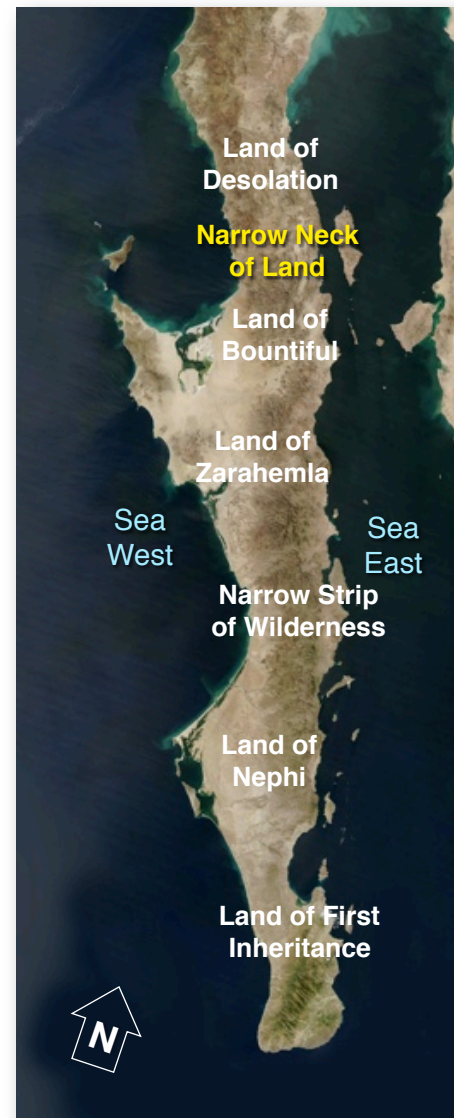 Land of
Desolation
Narrow Neck
of Land
Land of
Bountiful
Land of
Zarahemla
Sea
West
Sea
East
Narrow Strip
of Wilderness
Land of
Nephi
Land of First
Inheritance
N